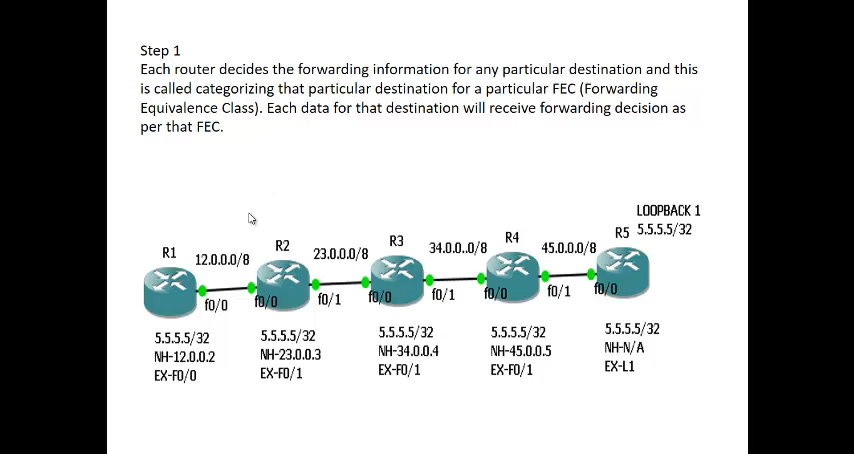 Step 1
Each router decides the forwarding information for any particular destination and this
is called categorizing that particular destination for a particular FEC (Forwarding
Equivalence Class). Each data for that destination will receive forwarding decision as
per that FEC.
LOOPBACK 1
5.5.5.5/32
R1
12.0.0.0/8
R2
23.0.0.0/8
R3
34.0.0..0/8
R4
45.0.0.0/8
R5
f0/0
f0/0
f0/1
f0/0
f0/1
f0/0
f0/1
f0/0
5.5.5.5/32
NH-12.0.0.2
EX-F0/0
5.5.5.5/32
NH-23.0.0.3
EX-F0/1
5.5.5.5/32
NH-34.0.0.4
EX-F0/1
5.5.5.5/32
NH-45.0.0.5
EX-F0/1
5.5.5.5/32
NH-N/A
EX-L1